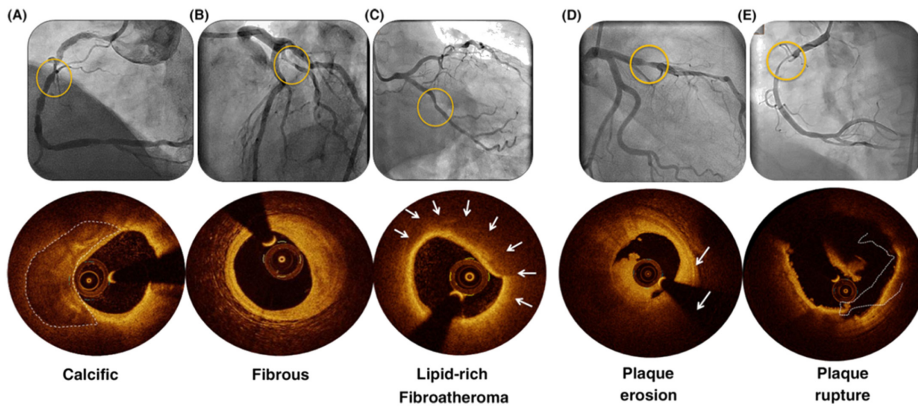 (A)
(B)
(C)
(D)
(E)
Calcific
Fibrous
Lipid-rich
Fibroatheroma
Plaque
erosion
Plaque
rupture